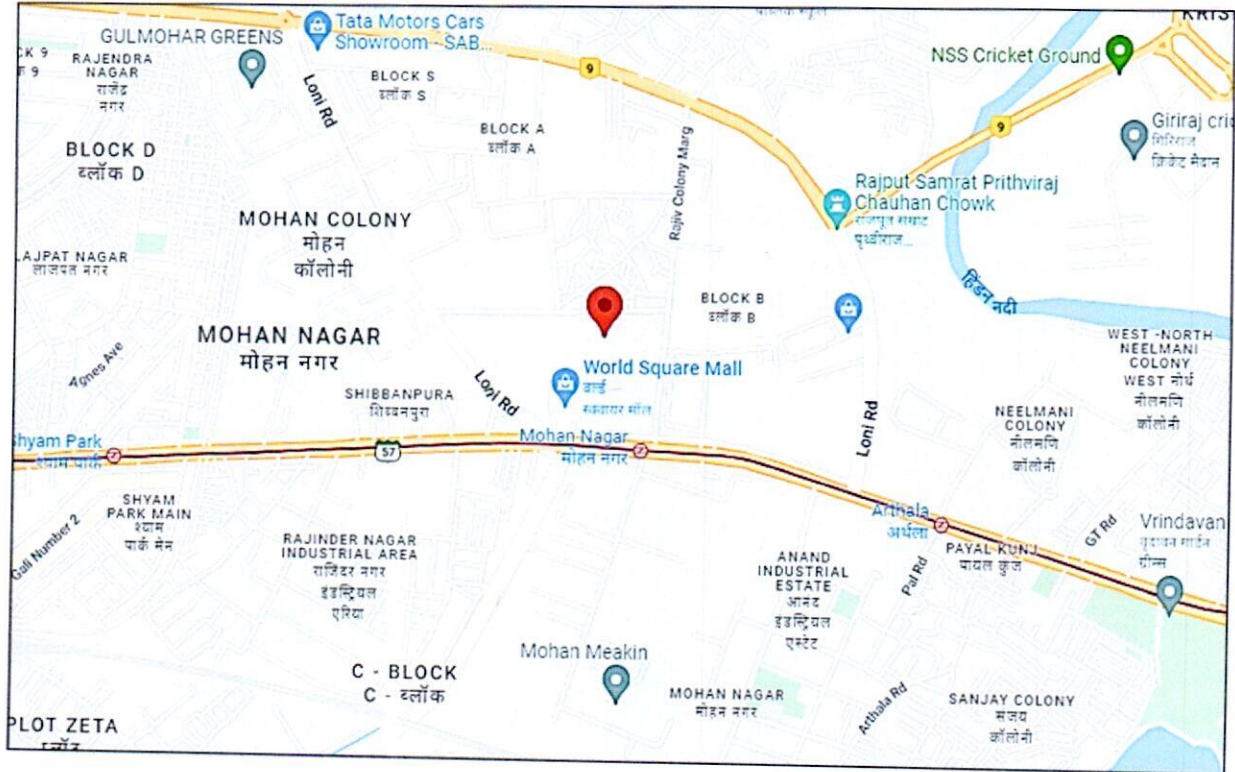 Tata Motors Cars
Showroom - SAB...
GULMOHAR GREENS
RAJENDRA
NAGAR
राजेंद्र
नगर
Loni Rd
BLOCK S
ब्लॉक S
9
NSS Cricket Ground
9
Giriraj cric
गिरिराज
क्रिकेट मैदान
BLOCK A
ब्लॉक A
BLOCK D
ब्लॉक D
Rajiv Colony Marg
Rajput Samrat Prithviraj
Chauhan Chowk
राजपूत सम्राट
पृथ्वीराज...
MOHAN COLONY
मोहन
कॉलोनी
LAJPAT NAGAR
लाजपत नगर
हिंडन नदी
BLOCK B
ब्लॉक B
MOHAN NAGAR
मोहन नगर
WEST -NORTH
NEELMANI
COLONY
WEST नोर्थ
नीलमणि
कॉलोनी
Agnes Ave
World Square Mall
वर्ल्ड
स्क्वायर मॉल
SHIBBANPURA
शिब्बनपुरा
Loni Rd
Loni Rd
NEELMANI
COLONY
नीलमणि
कॉलोनी
Shyam Park
श्याम पार्क
57
Mohan Nagar
मोहन नगर
SHYAM
PARK MAIN
श्याम
पार्क मेन
Gali Number 2
RAJINDER NAGAR
INDUSTRIAL AREA
राजिंदर नगर
इंडस्ट्रियल
एरिया
Arthala
अर्थला
PAYAL KUNJ
पायल कुंज
GT Rd
Vrindavan
वृंदावन गार्डन
ग्रीन्स
ANAND
INDUSTRIAL
ESTATE
आनंद
इंडस्ट्रियल
एस्टेट
Pal Rd
C - BLOCK
C - ब्लॉक
Mohan Meakin
MOHAN NAGAR
मोहन नगर
Arthala Rd
SANJAY COLONY
संजय
कॉलोनी
PLOT ZETA